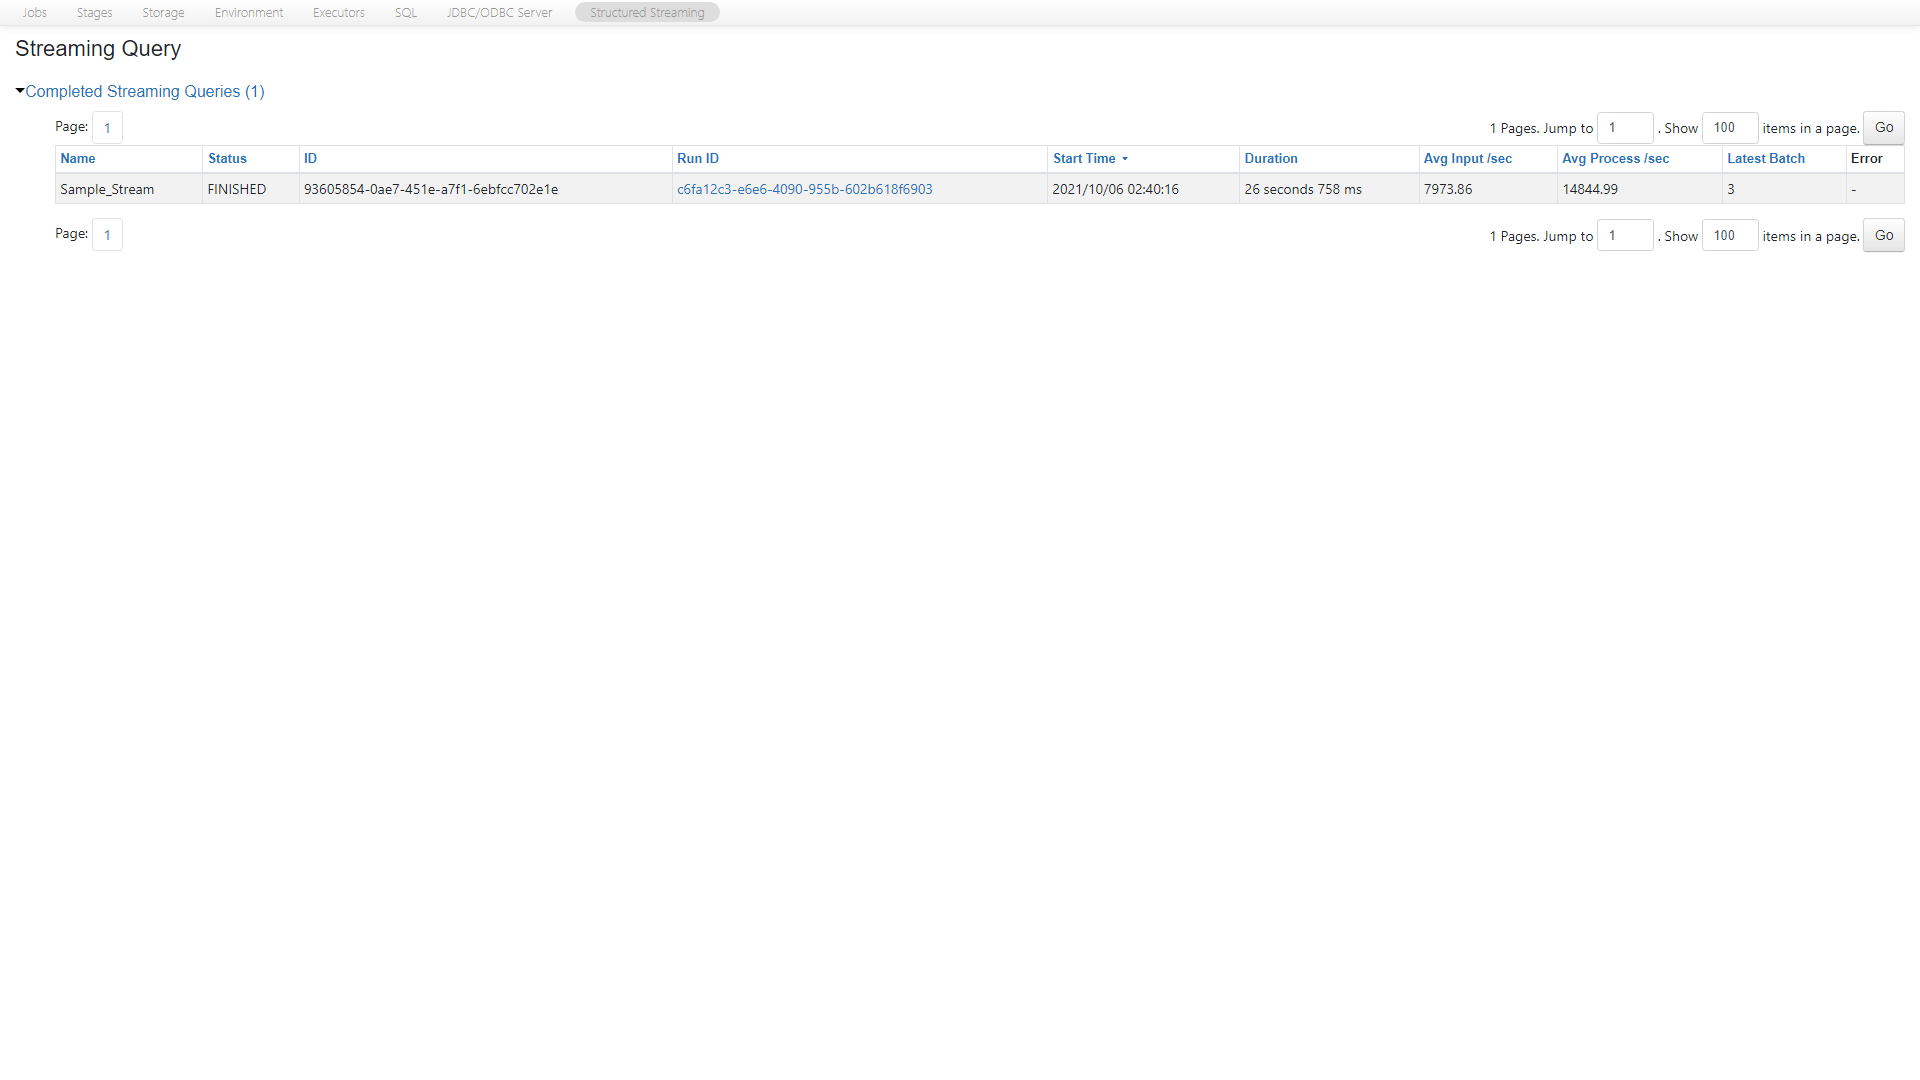 Jobs Stages Storage Environment Executors SQL JDBC/ODBC Server Structured Streaming
Streaming Query
Completed Streaming Queries (1)
Page: 1 1 Pages. Jump to 1 . Show 100 items in a page. Go
Name Status ID Run ID Start Time Duration Avg Input /sec Avg Process /sec Latest Batch Error
Sample_Stream FINISHED 93605854-0ae7-451e-a7f1-6ebfcc702e1e c6fa12c3-e6e6-4090-955b-602b618f6903 2021/10/06 02:40:16 26 seconds 758 ms 7973.86 14844.99 3 -
Page: 1 1 Pages. Jump to 1 . Show 100 items in a page. Go